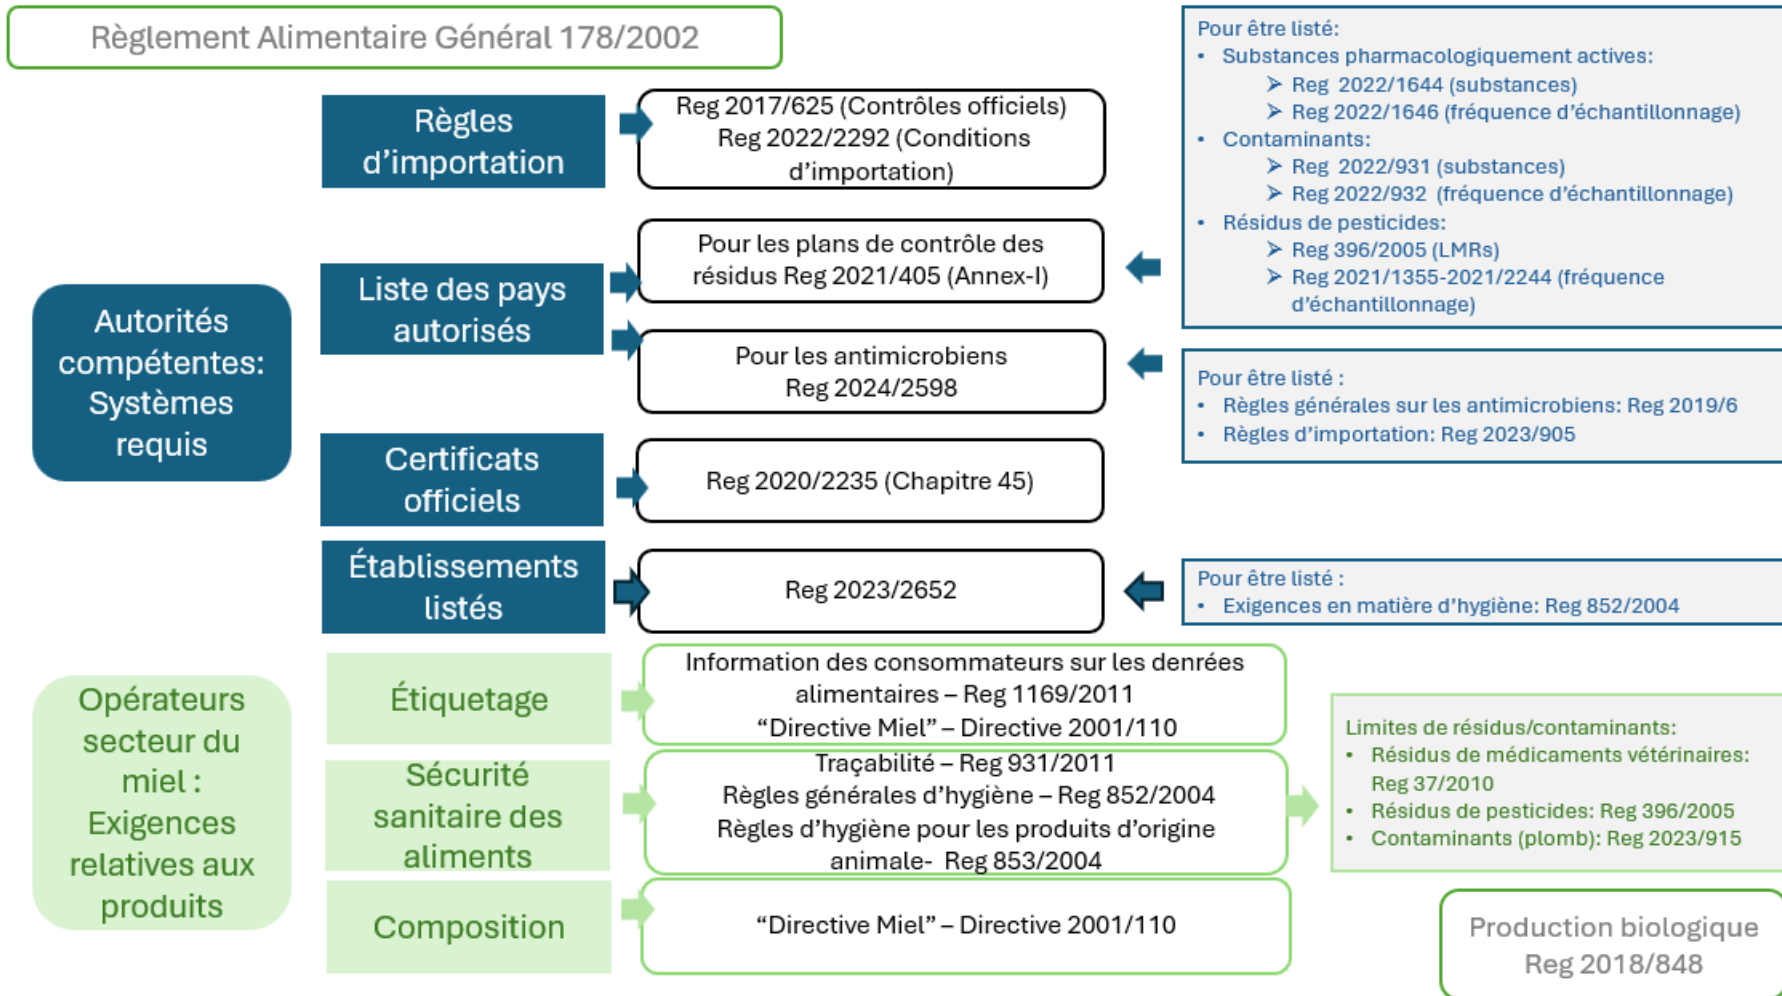 Règlement Alimentaire Général 178/2002
Autorités
compétentes:
Systèmes
requis
Règles
d'importation
Reg 2017/625 (Contrôles officiels)
Reg 2022/2292 (Conditions
d'importation)
Liste des pays
autorisés
Pour les plans de contrôle des
résidus Reg 2021/405 (Annex-I)
Pour les antimicrobiens
Reg 2024/2598
Pour être listé:
• Substances pharmacologiquement actives:
➢ Reg 2022/1644 (substances)
➢ Reg 2022/1646 (fréquence d'échantillonnage)
• Contaminants:
➢ Reg 2022/931 (substances)
➢ Reg 2022/932 (fréquence d'échantillonnage)
• Résidus de pesticides:
➢ Reg 396/2005 (LMRs)
➢ Reg 2021/1355-2021/2244 (fréquence
d'échantillonnage)
Pour être listé :
• Règles générales sur les antimicrobiens: Reg 2019/6
• Règles d'importation: Reg 2023/905
Certificats
officiels
Reg 2020/2235 (Chapitre 45)
Établissements
listés
Reg 2023/2652
Pour être listé :
• Exigences en matière d'hygiène: Reg 852/2004
Opérateurs
secteur du
miel :
Exigences
relatives aux
produits
Étiquetage
Information des consommateurs sur les denrées
alimentaires – Reg 1169/2011
“Directive Miel” – Directive 2001/110
Sécurité
sanitaire des
aliments
Traçabilité – Reg 931/2011
Règles générales d'hygiène – Reg 852/2004
Règles d'hygiène pour les produits d'origine
animale- Reg 853/2004
Limites de résidus/contaminants:
• Résidus de médicaments vétérinaires:
Reg 37/2010
• Résidus de pesticides: Reg 396/2005
• Contaminants (plomb): Reg 2023/915
Composition
“Directive Miel” – Directive 2001/110
Production biologique
Reg 2018/848